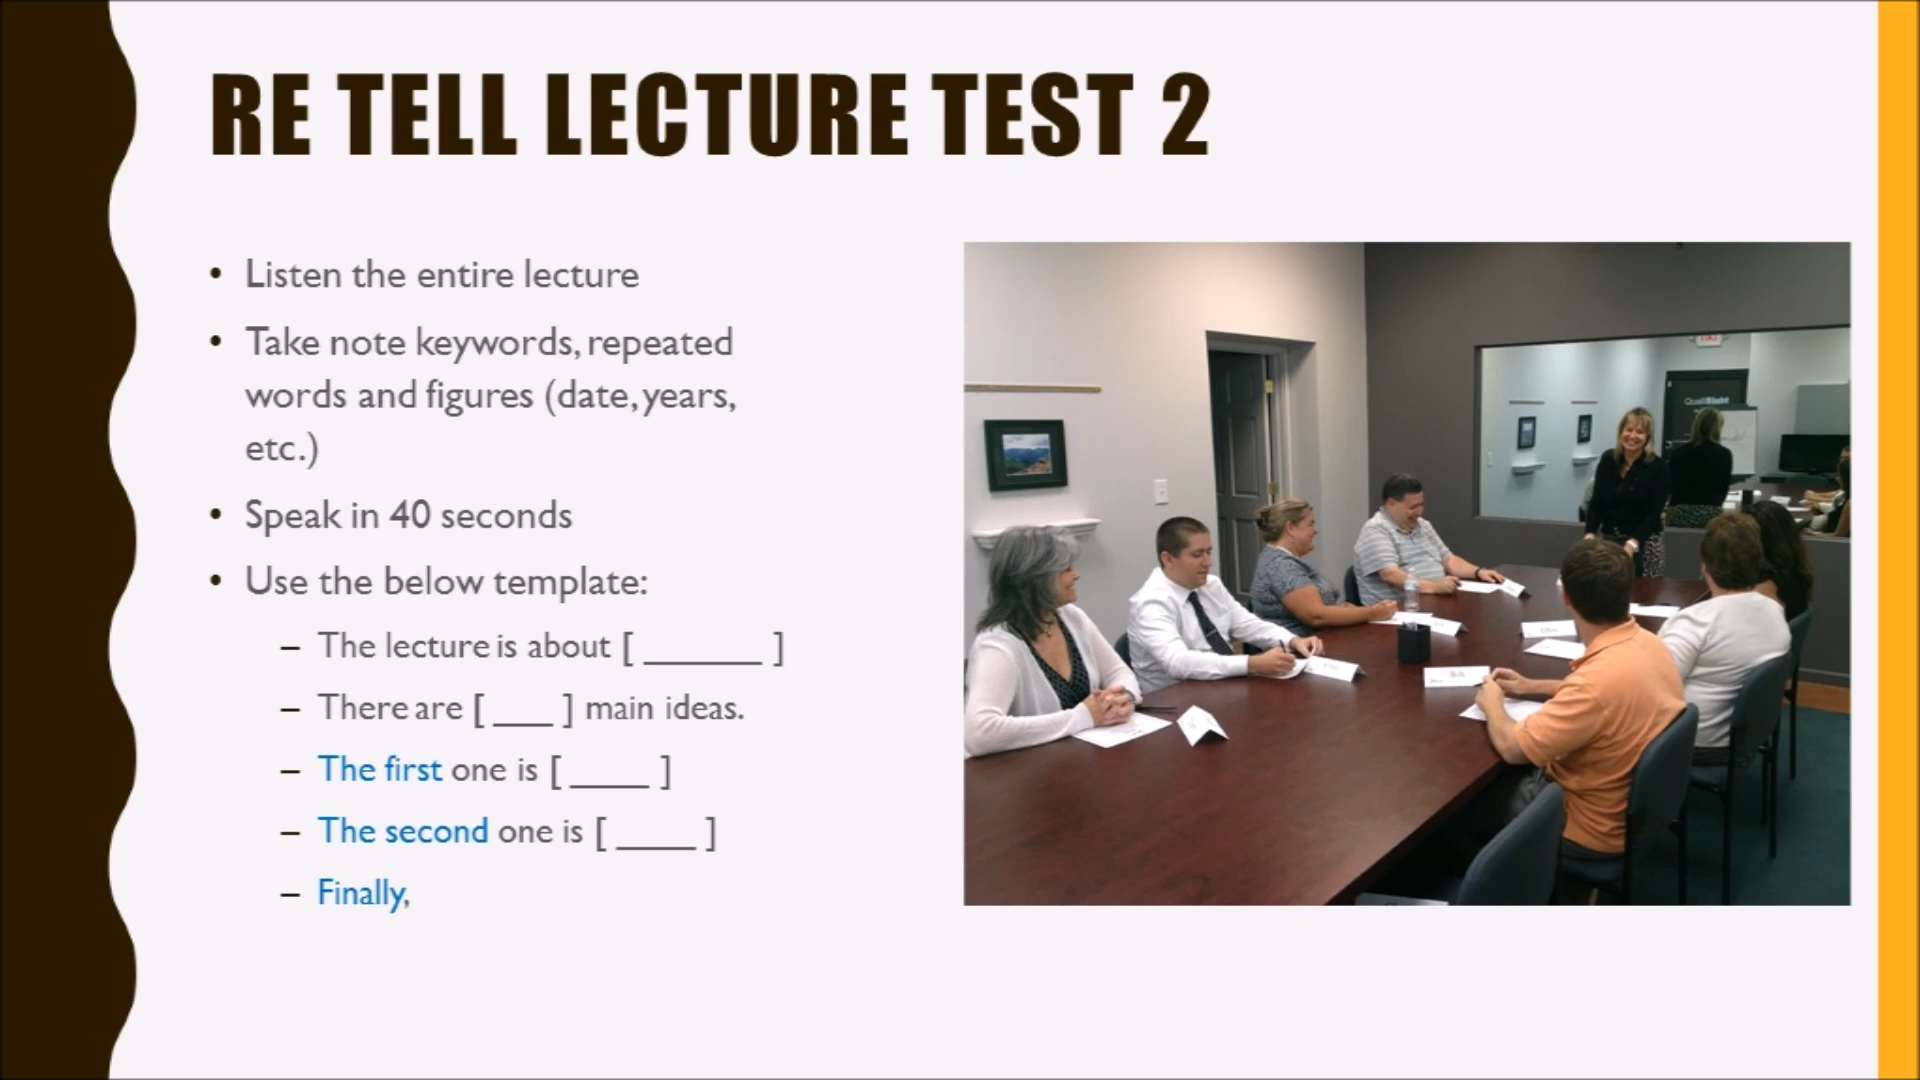 RE TELL LECTURE TEST 2
• Listen the entire lecture
• Take note keywords, repeated
words and figures (date, years,
etc.)
• Speak in 40 seconds
• Use the below template:
– The lecture is about [ ______ ]
– There are [ ___ ] main ideas.
– The first one is [ ____ ]
– The second one is [ ____ ]
– Finally,